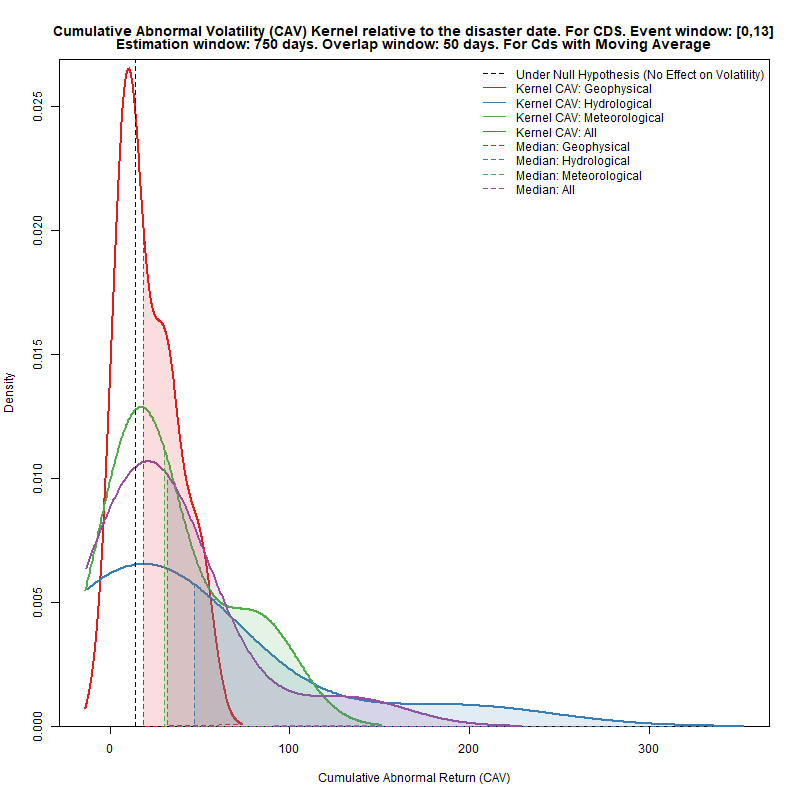 Cumulative Abnormal Volatility (CAV) Kernel relative to the disaster date. For CDS. Event window: [0,13]
Estimation window: 750 days. Overlap window: 50 days. For Cds with Moving Average
Under Null Hypothesis (No Effect on Volatility)
Kernel CAV: Geophysical
Kernel CAV: Hydrological
Kernel CAV: Meteorological
Kernel CAV: All
Median: Geophysical
Median: Hydrological
Median: Meteorological
Median: All
0.025
0.020
0.015
0.010
0.005
0.000
Density
0 100 200 300
Cumulative Abnormal Return (CAV)